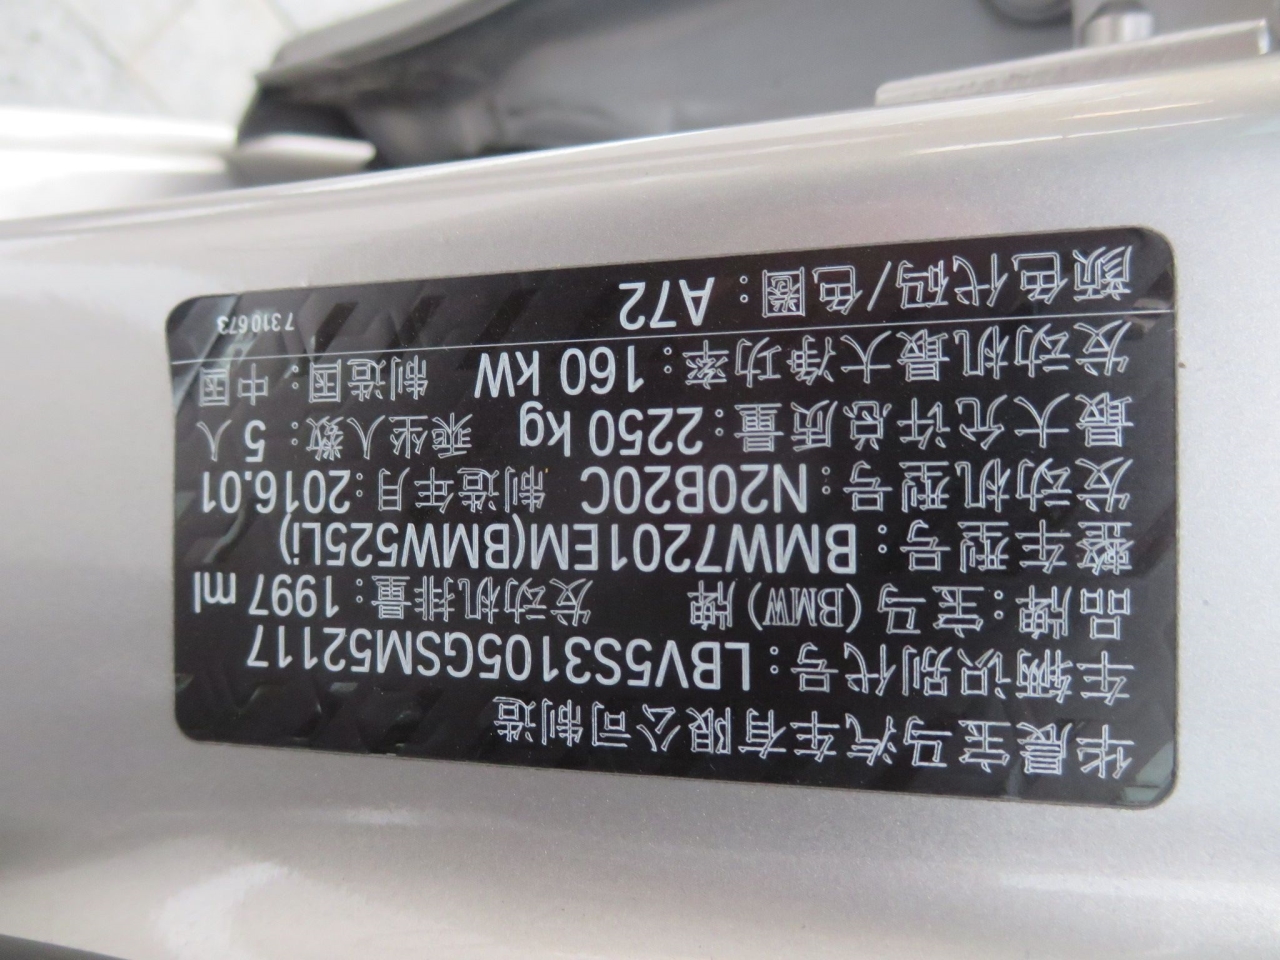 华晨宝马汽车有限公司制造
车辆识别代号：LBV5S3105GSM52117
品牌：宝马(BMW)牌 发动机排量：1997 ml
整车型号：BMW7201EM(BMW525Li)
发动机型号：N20B20C 制造年月：2016.01
最大允许总质量：2250 kg 乘坐人数：5 人
发动机最大净功率：160 kW 制造国：中国
颜色代码/色圈：A72 7310673